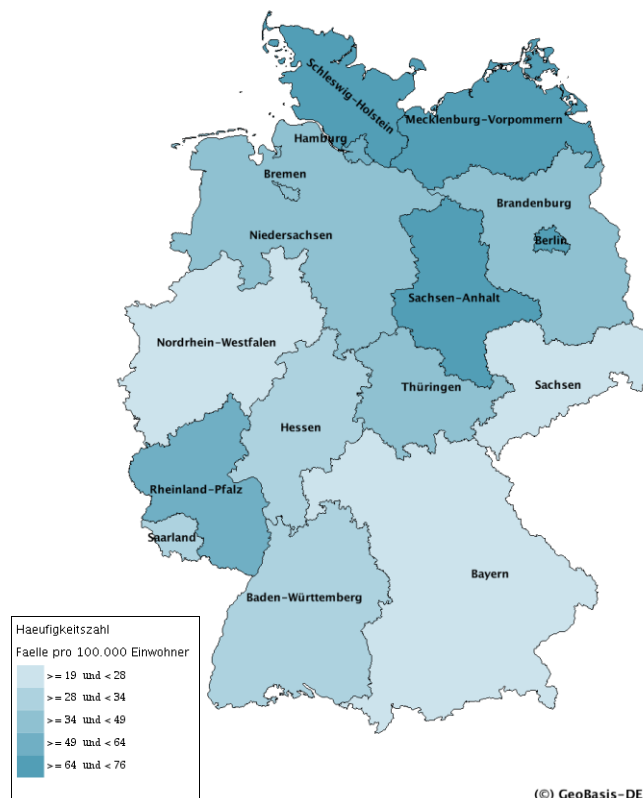 Schleswig-Holstein
Mecklenburg-Vorpommern
Hamburg
Bremen
Brandenburg
Niedersachsen
Berlin
Sachsen-Anhalt
Nordrhein-Westfalen
Thüringen
Sachsen
Hessen
Rheinland-Pfalz
Saarland
Bayern
Baden-Württemberg
Haeufigkeitszahl
Faelle pro 100.000 Einwohner
>= 19 und < 28
>= 28 und < 34
>= 34 und < 49
>= 49 und < 64
>= 64 und < 76
(©) GeoBasis-DE